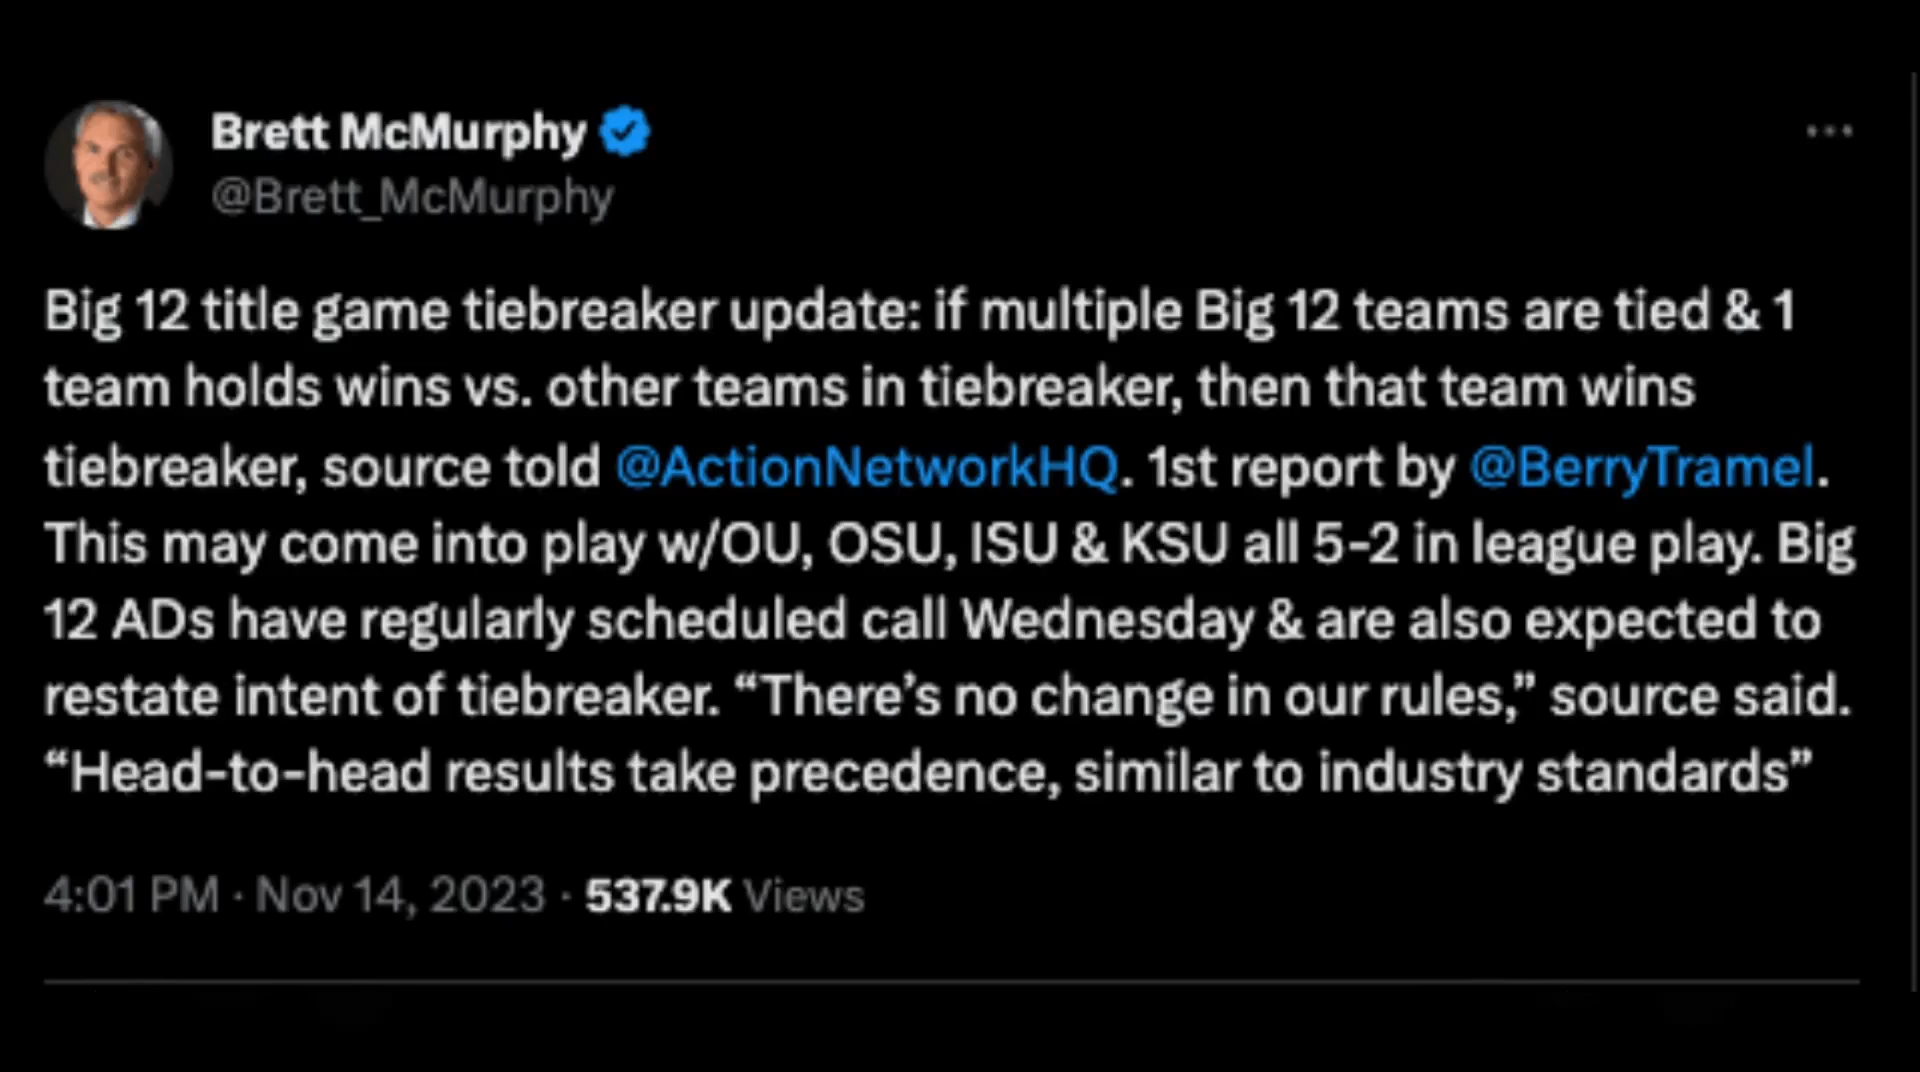 Brett McMurphy
@Brett_McMurphy
Big 12 title game tiebreaker update: if multiple Big 12 teams are tied & 1
team holds wins vs. other teams in tiebreaker, then that team wins
tiebreaker, source told @ActionNetworkHQ. 1st report by @BerryTramel.
This may come into play w/OU, OSU, ISU & KSU all 5-2 in league play. Big
12 ADs have regularly scheduled call Wednesday & are also expected to
restate intent of tiebreaker. “There’s no change in our rules,” source said.
“Head-to-head results take precedence, similar to industry standards”
4:01 PM · Nov 14, 2023 · 537.9K Views